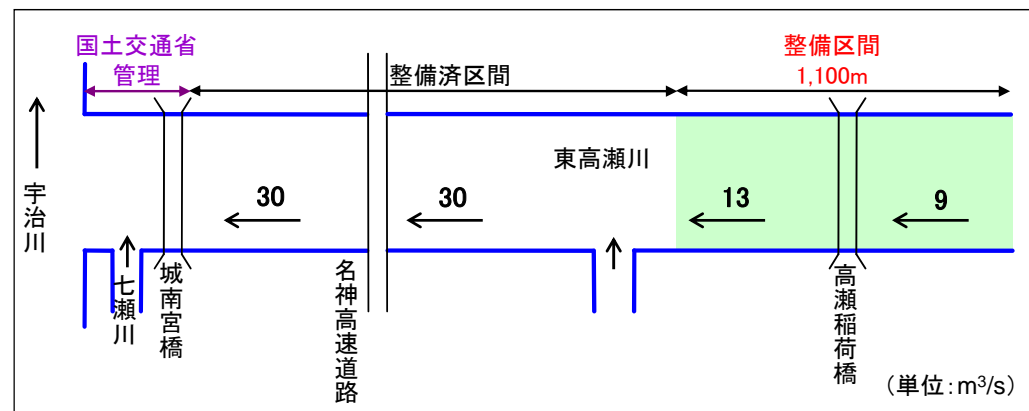 国土交通省
管理
整備済区間
整備区間
1,100m
東高瀬川
30
30
13
9
宇治川
七瀬川
城南宮橋
名神高速道路
高瀬稲荷橋
（単位：m³/s）